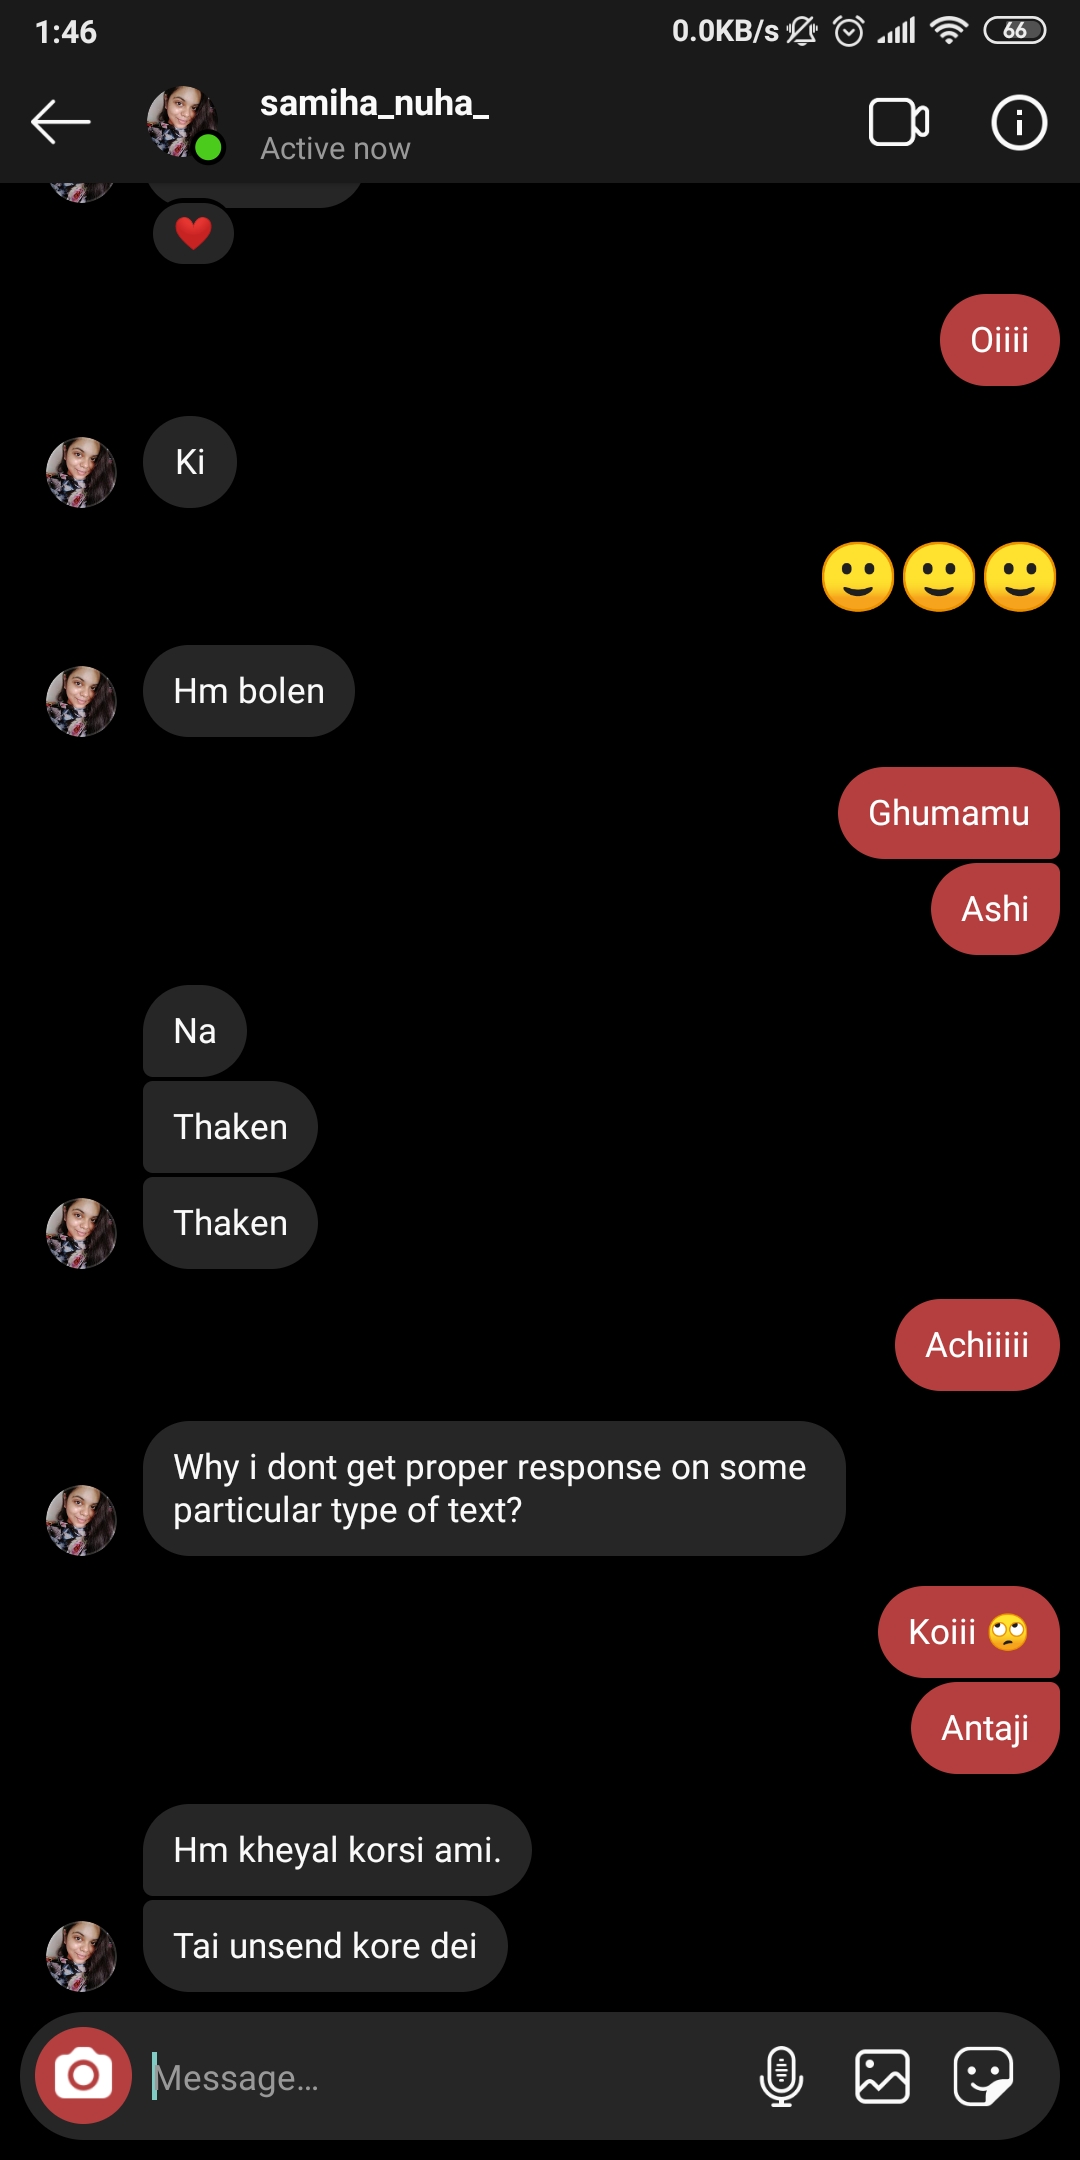 1:46 0.0KB/s 66
samiha_nuha_
Active now
Oiiii
Ki
Hm bolen
Ghumamu
Ashi
Na
Thaken
Thaken
Achiiiii
Why i dont get proper response on some
particular type of text?
Koiii
Antaji
Hm kheyal korsi ami.
Tai unsend kore dei
Message...